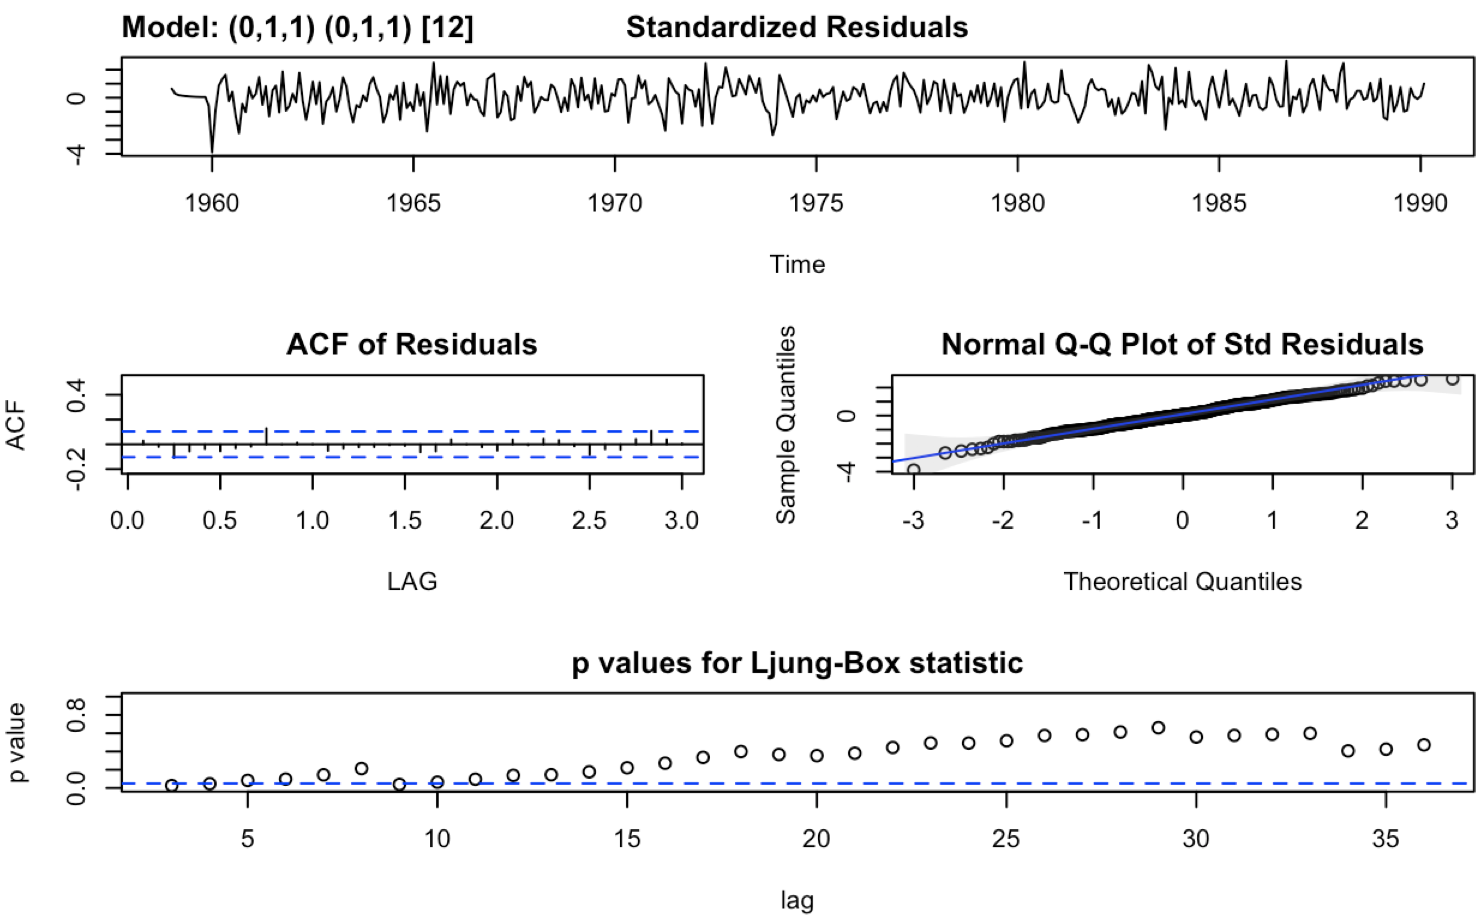 Model: (0,1,1) (0,1,1) [12] Standardized Residuals
0
-4
1960 1965 1970 1975 1980 1985 1990
Time
ACF of Residuals
ACF
0.4
-0.2
0.0 0.5 1.0 1.5 2.0 2.5 3.0
LAG
Normal Q-Q Plot of Std Residuals
Sample Quantiles
0
-4
-3 -2 -1 0 1 2 3
Theoretical Quantiles
p values for Ljung-Box statistic
p value
0.8
0.0
5 10 15 20 25 30 35
lag